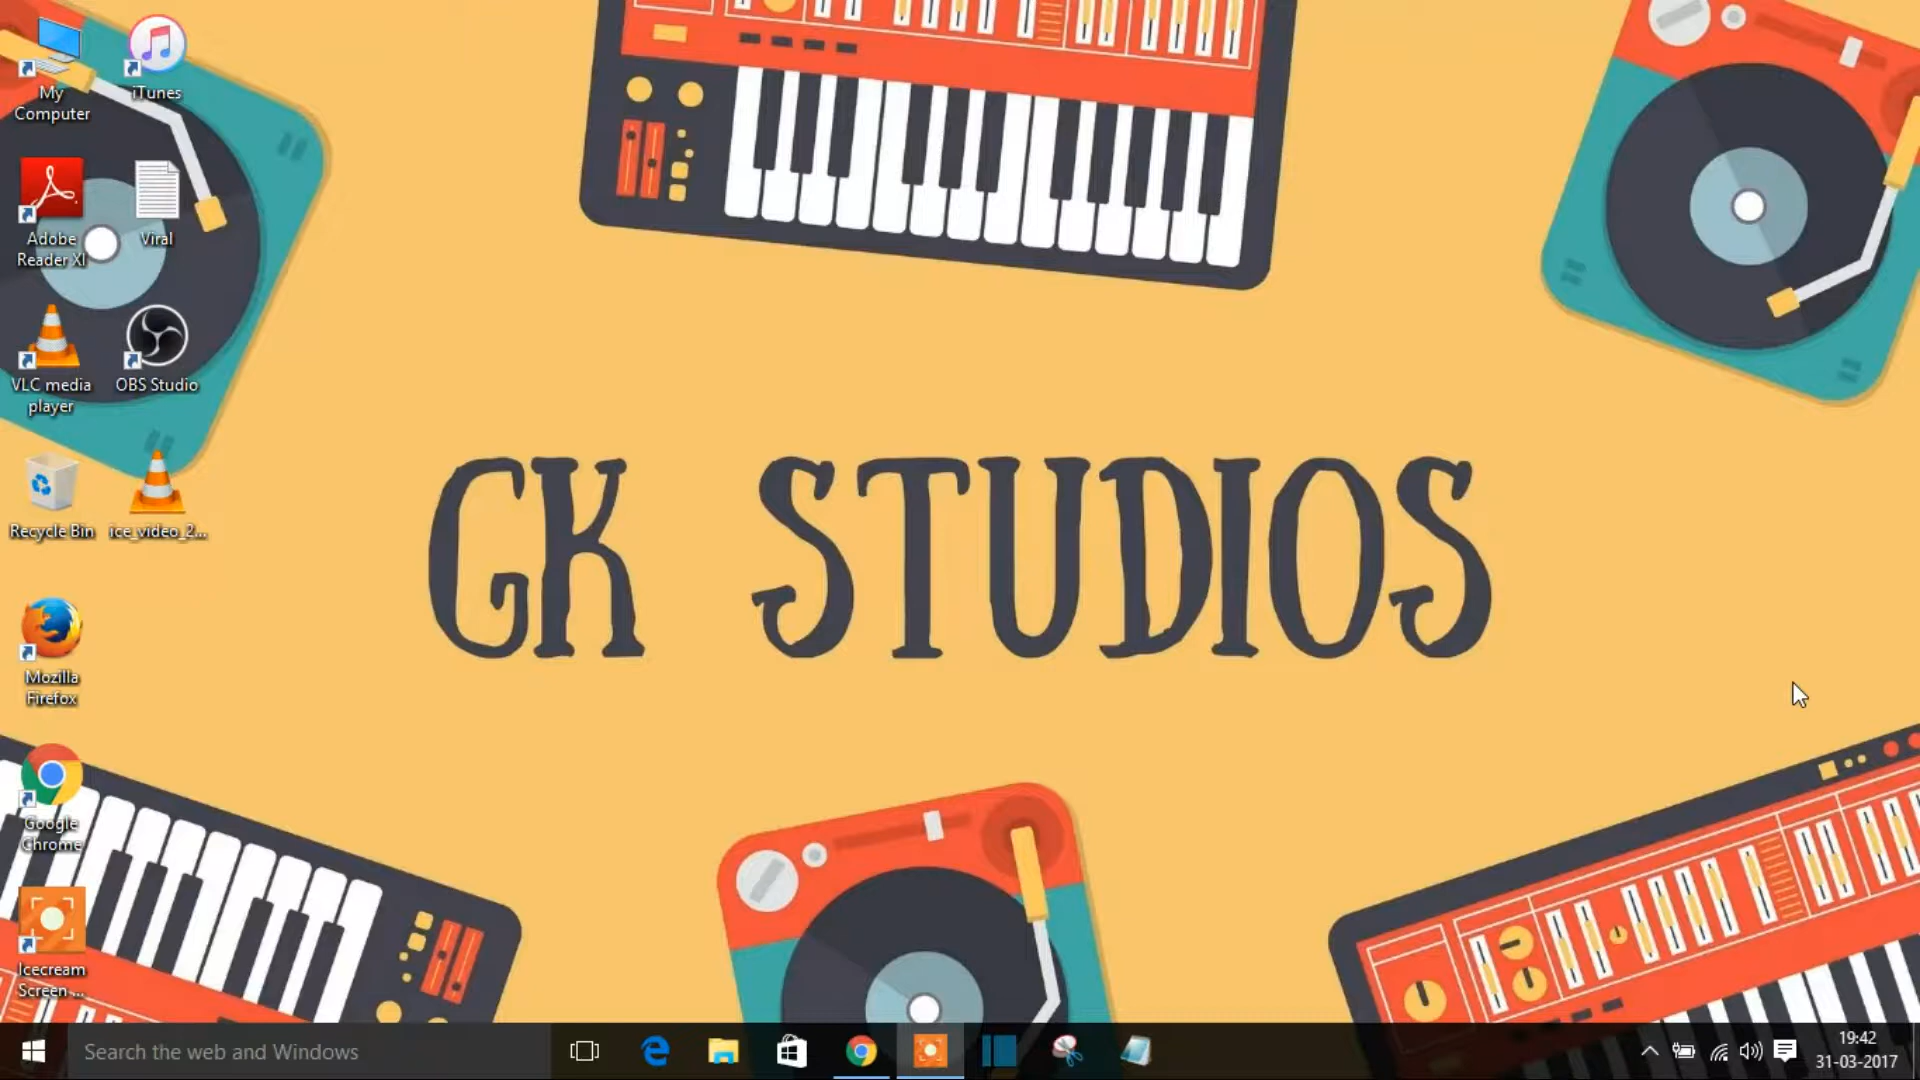 My
Computer
iTunes
Adobe
Reader XI
Viral
VLC media
player
OBS Studio
Recycle Bin
ice_video_2...
GK STUDIOS
Mozilla
Firefox
Google
Chrome
Icecream
Screen ...
Search the web and Windows
19:42
31-03-2017